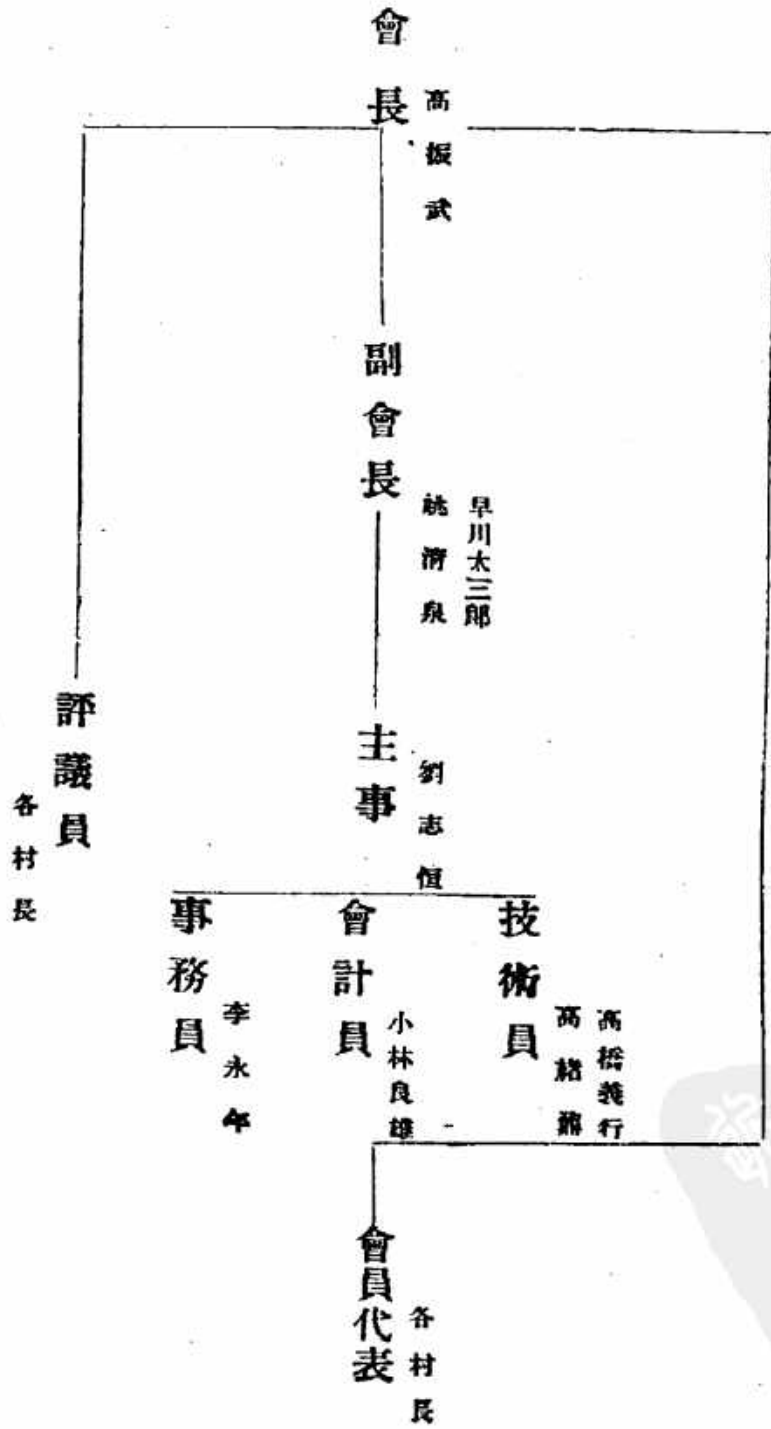 會長
高振武
副會長
早川太三郎
姚濟泉
主事
劉志恒
評議員
各村長
技術員
高橋義行
高緒
會計員
小林良雄
事務員
李永年
會員代表
各村長